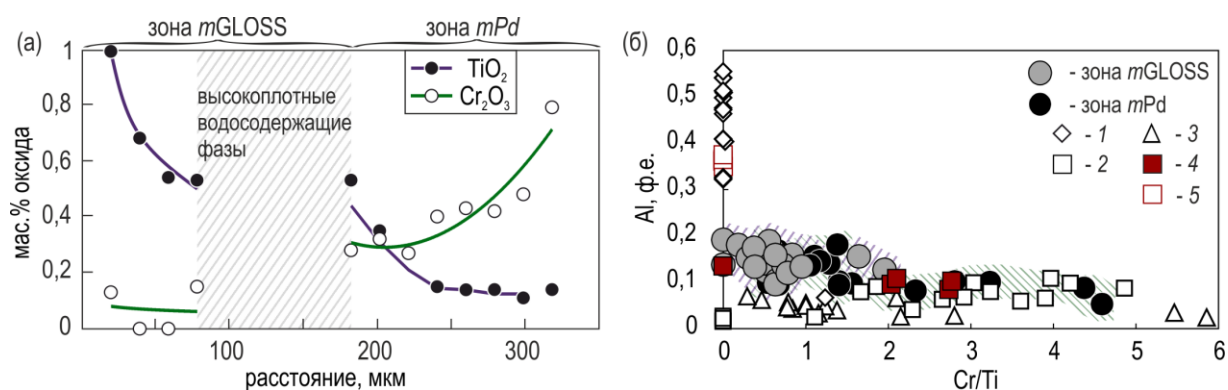 (а)
зона mGLOSS
зона mPd
мас.% оксида
1
0,8
0,6
0,4
0,2
0
TiO₂
Cr₂O₃
высокоплотные
водосодержащие
фазы
100
200
300
расстояние, мкм
(б)
Al, ф.е.
0,6
0,5
0,4
0,3
0,2
0,1
0
- зона mGLOSS
- зона mPd
- 1
- 3
- 2
- 4
- 5
0
1
2
3
4
5
6
Cr/Ti